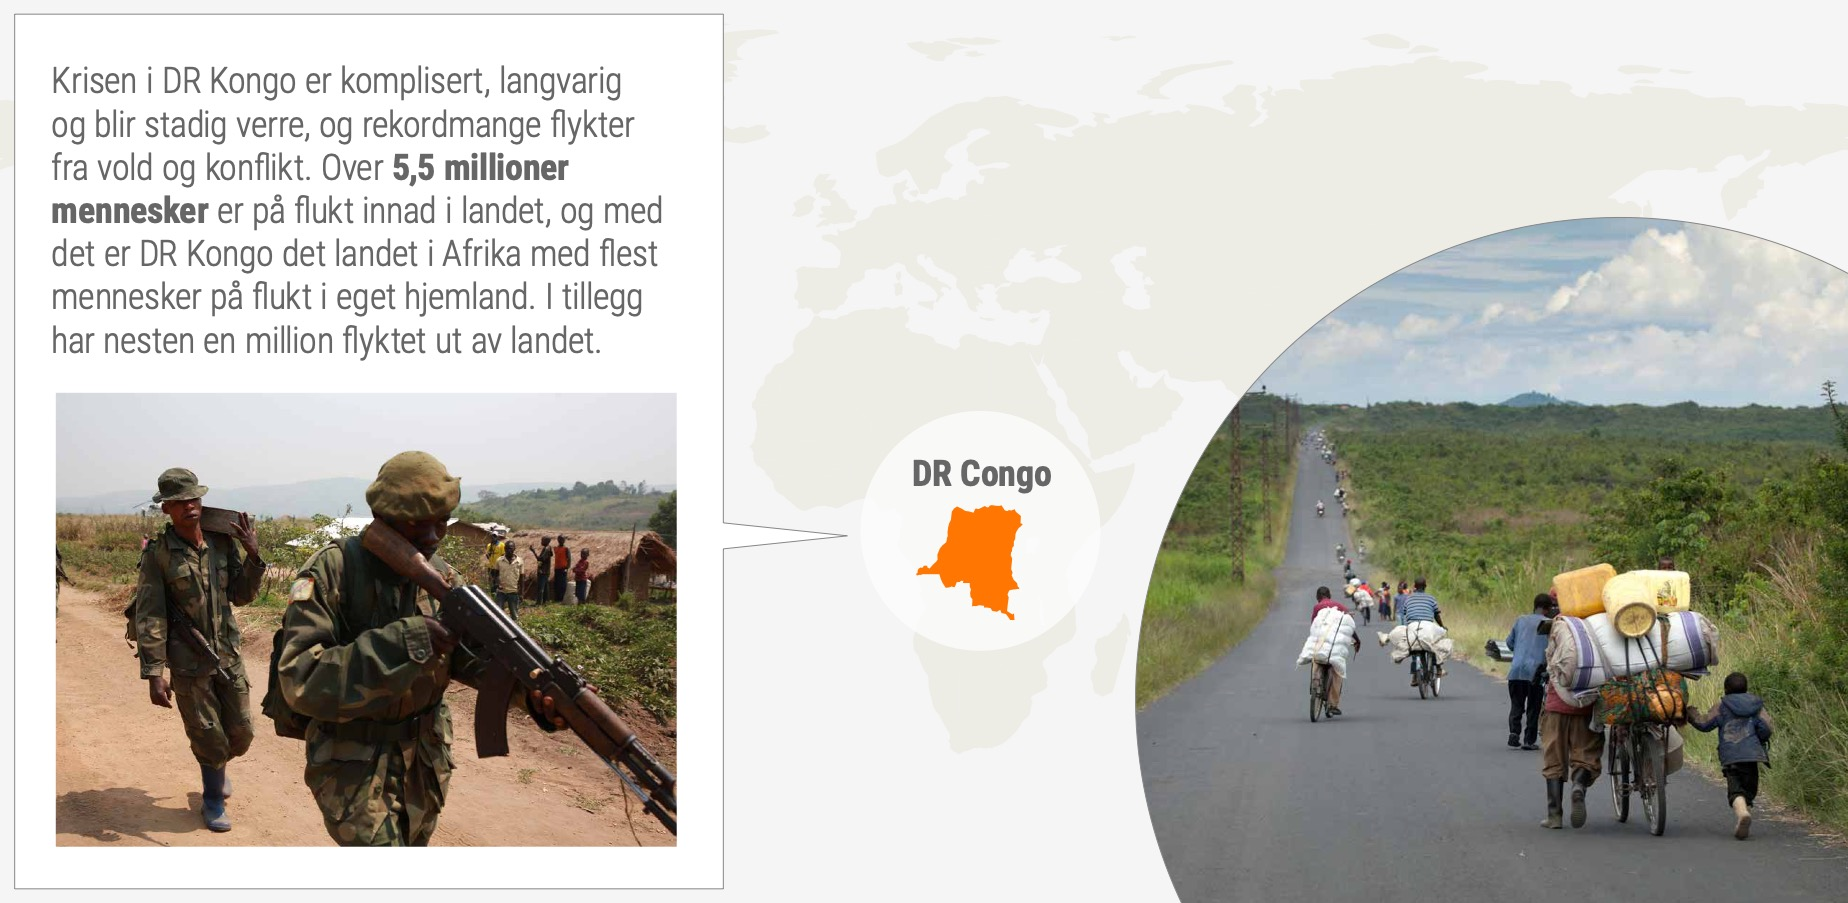 Krisen i DR Kongo er komplisert, langvarig
og blir stadig verre, og rekordmange flykter
fra vold og konflikt. Over 5,5 millioner
mennesker er på flukt innad i landet, og med
det er DR Kongo det landet i Afrika med flest
mennesker på flukt i eget hjemland. I tillegg
har nesten en million flyktet ut av landet.
DR Congo